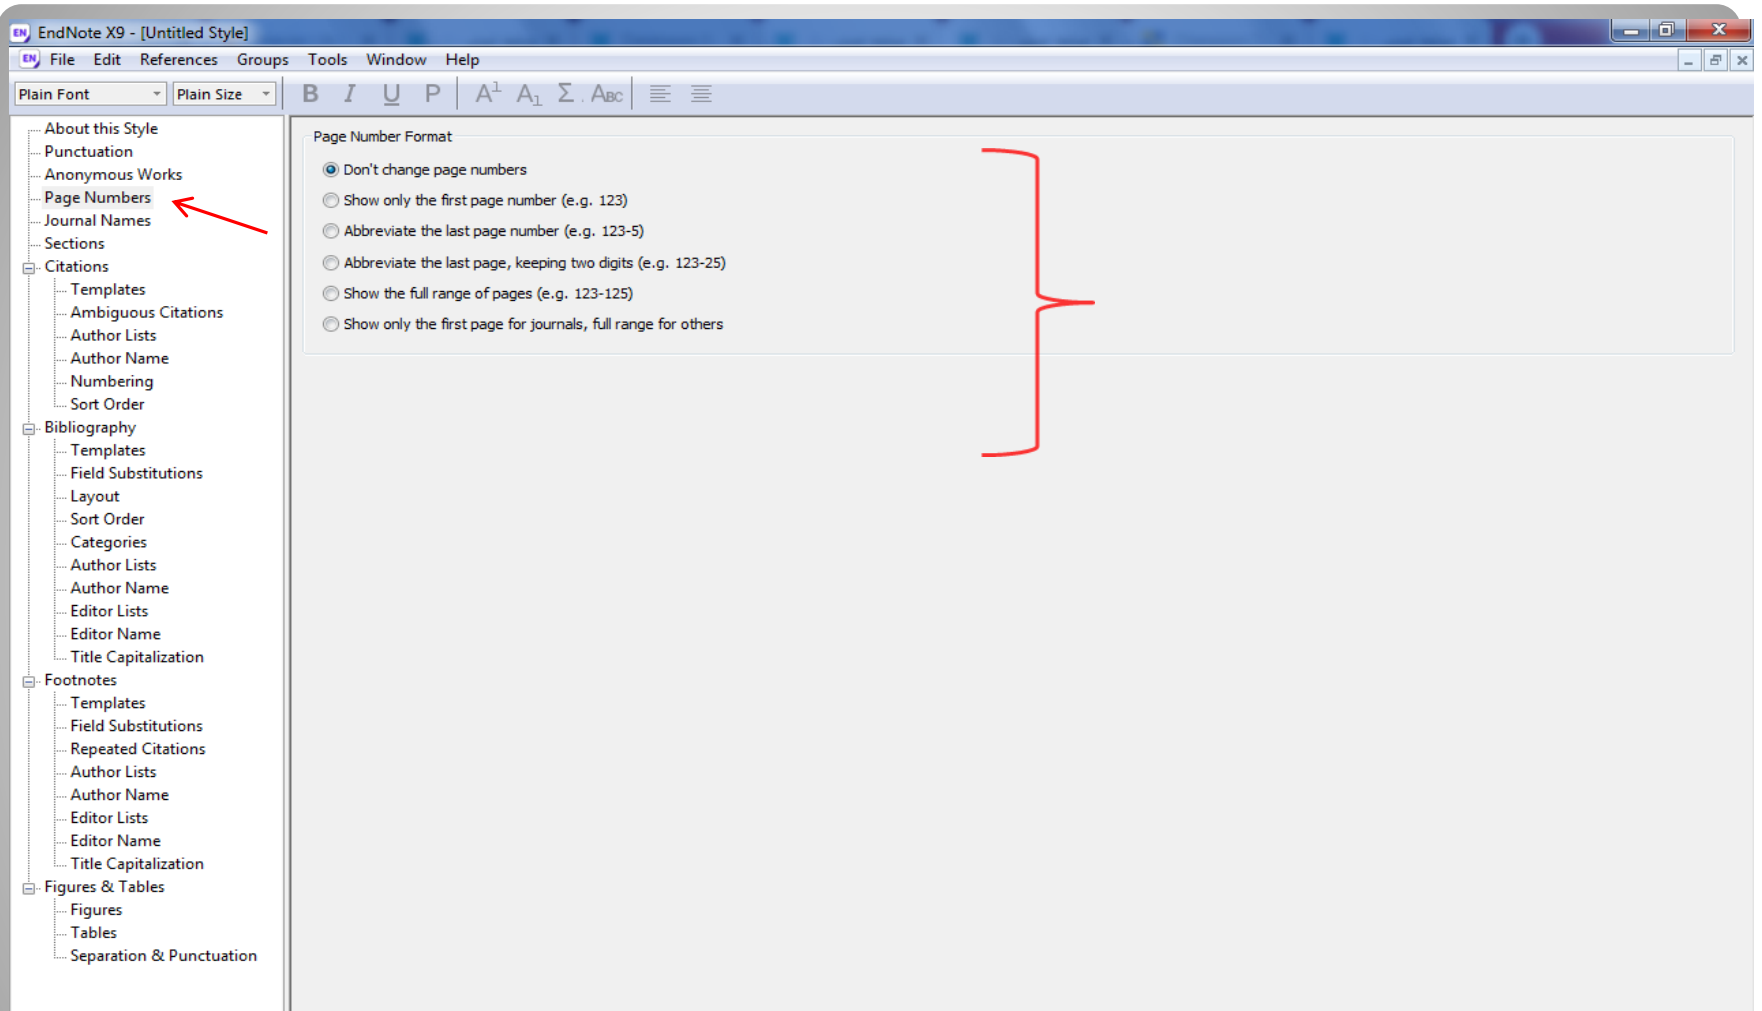 EN EndNote X9 - [Untitled Style]
EN File Edit References Groups Tools Window Help
Plain Font Plain Size B I U P A1 A1 Σ . ABC
About this Style
Punctuation
Anonymous Works
Page Numbers
Journal Names
Sections
Citations
Templates
Ambiguous Citations
Author Lists
Author Name
Numbering
Sort Order
Bibliography
Templates
Field Substitutions
Layout
Sort Order
Categories
Author Lists
Author Name
Editor Lists
Editor Name
Title Capitalization
Footnotes
Templates
Field Substitutions
Repeated Citations
Author Lists
Author Name
Editor Lists
Editor Name
Title Capitalization
Figures & Tables
Figures
Tables
Separation & Punctuation
Page Number Format
Don't change page numbers
Show only the first page number (e.g. 123)
Abbreviate the last page number (e.g. 123-5)
Abbreviate the last page, keeping two digits (e.g. 123-25)
Show the full range of pages (e.g. 123-125)
Show only the first page for journals, full range for others